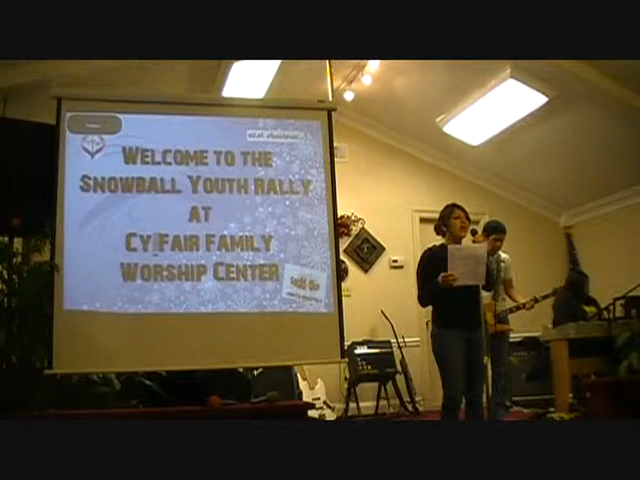 WELCOME TO THE
SNOWBALL YOUTH RALLY
AT
CY-FAIR FAMILY
WORSHIP CENTER